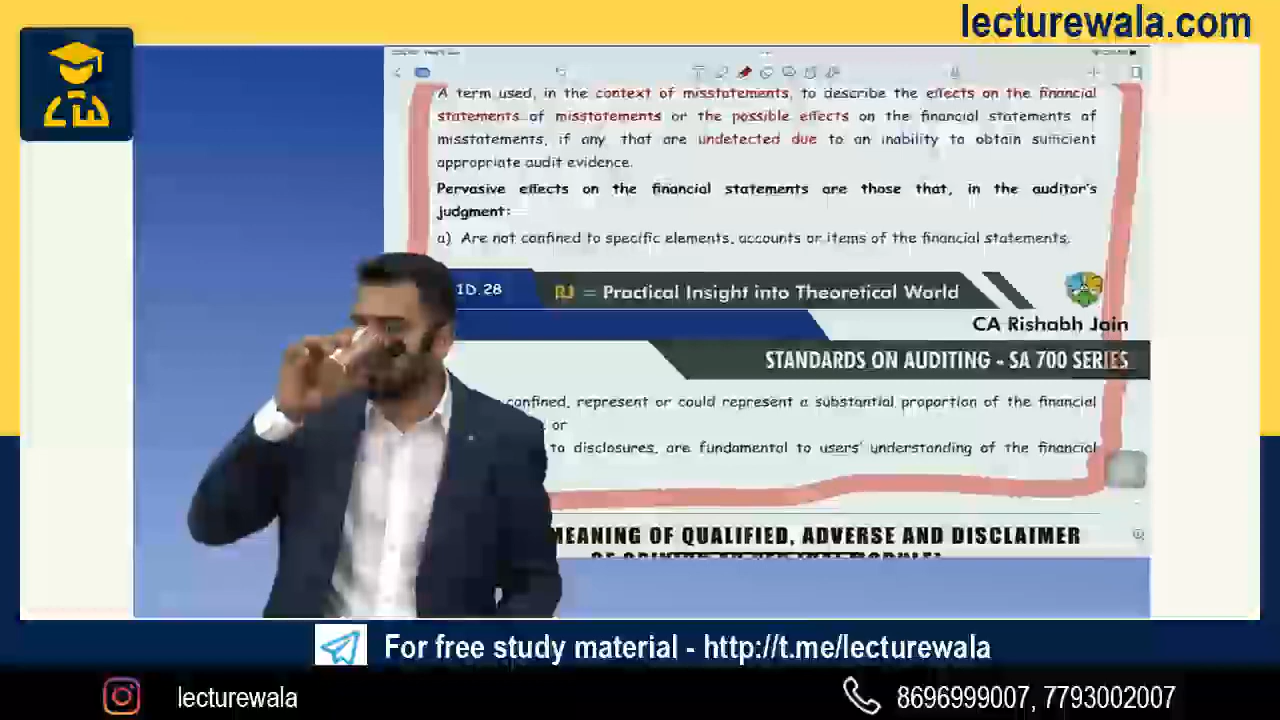 lecturewala.com
A term used, in the context of misstatements, to describe the effects on the financial
statements of misstatements or the possible effects on the financial statements of
misstatements, if any that are undetected due to an inability to obtain sufficient
appropriate audit evidence.
Pervasive effects on the financial statements are those that, in the auditor's
judgment:
a) Are not confined to specific elements, accounts or items of the financial statements.
1D.28
RJ = Practical Insight into Theoretical World
CA Rishabh Jain
STANDARDS ON AUDITING - SA 700 SERIES
confined, represent or could represent a substantial proportion of the financial
or
to disclosures, are fundamental to users' understanding of the financial
MEANING OF QUALIFIED, ADVERSE AND DISCLAIMER
For free study material - http://t.me/lecturewala
lecturewala
8696999007, 7793002007